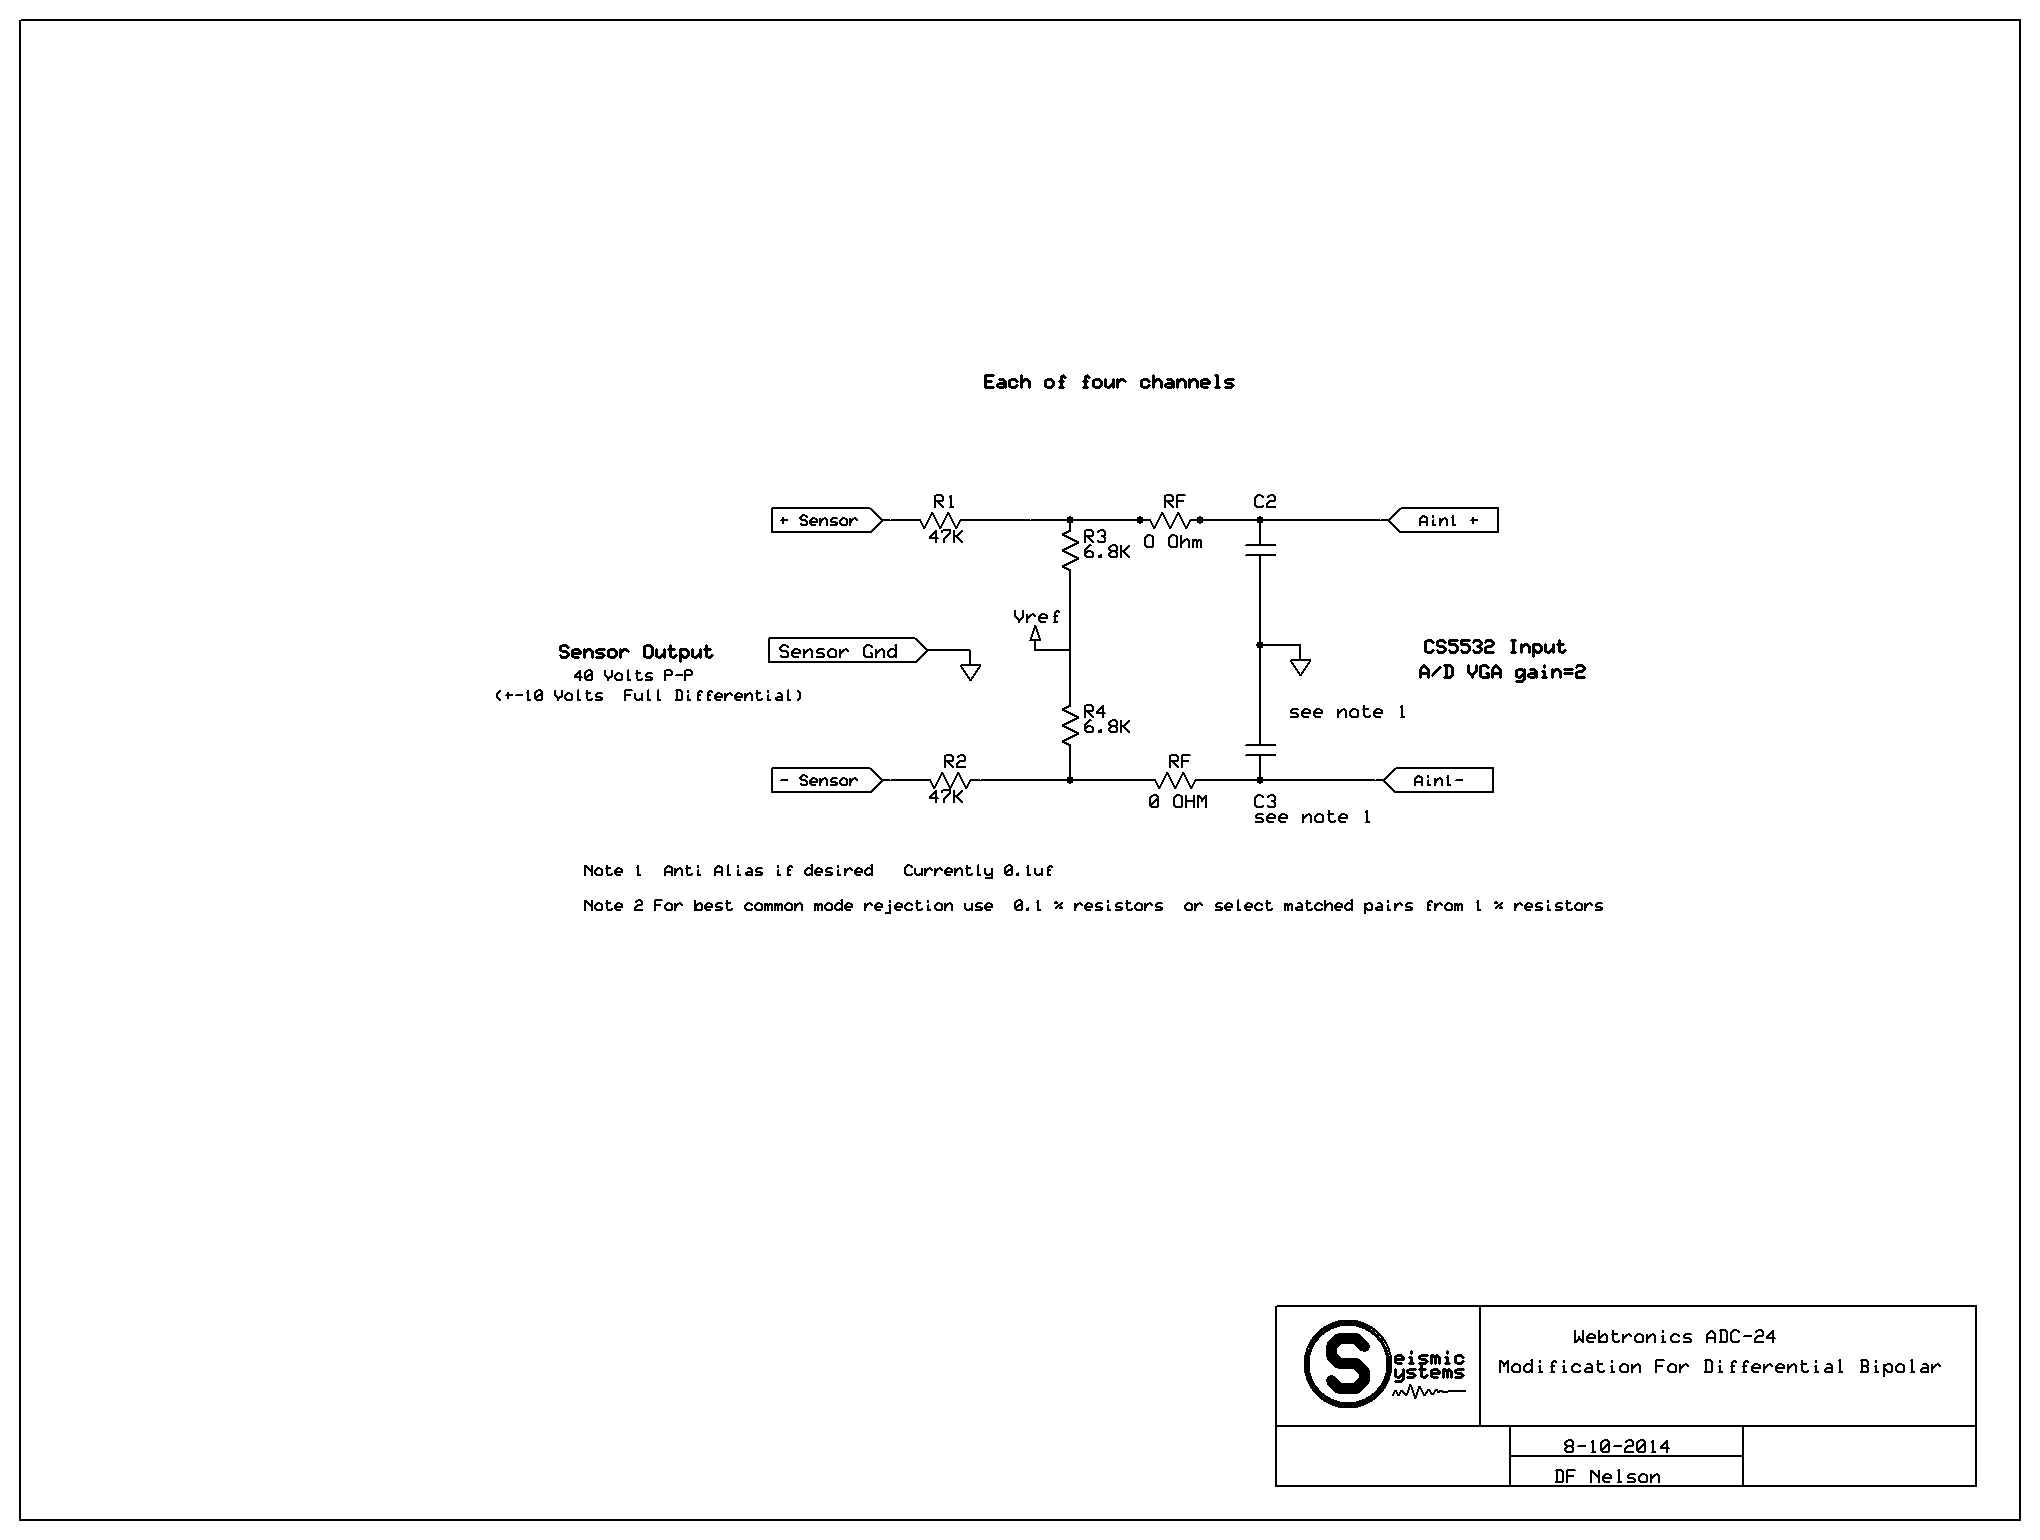 Each of four channels
R1
RF
C2
+ Sensor
Ain1 +
47K
R3
6.8K
0 Ohm
Vref
Sensor Output
40 Volts P-P
(+-10 Volts Full Differential)
Sensor Gnd
CS5532 Input
A/D VGA gain=2
R4
6.8K
see note 1
R2
RF
- Sensor
Ain1-
47K
0 OHM
C3
see note 1
Note 1 Anti Alias if desired Currently 0.1uf
Note 2 For best common mode rejection use 0.1 % resistors or select matched pairs from 1 % resistors
Seismic
Systems
Webtronics ADC-24
Modification For Differential Bipolar
8-10-2014
DF Nelson